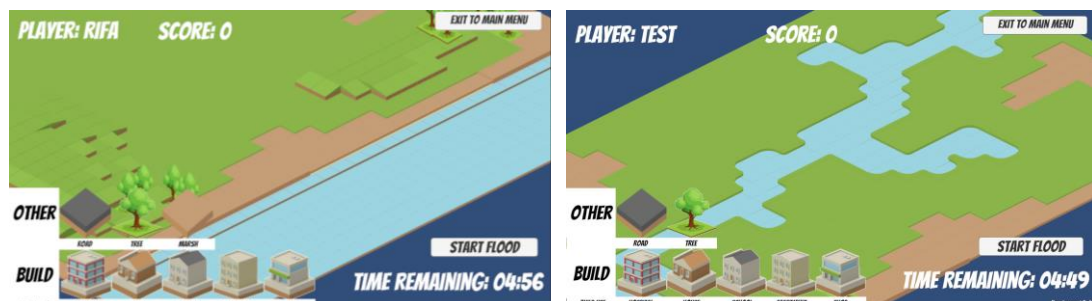 PLAYER: RIFA
SCORE: 0
EXIT TO MAIN MENU
OTHER
ROAD
TREE
MARSH
START FLOOD
BUILD
TIME REMAINING: 04:56
PLAYER: TEST
SCORE: 0
EXIT TO MAIN MENU
OTHER
ROAD
TREE
START FLOOD
BUILD
TIME REMAINING: 04:49